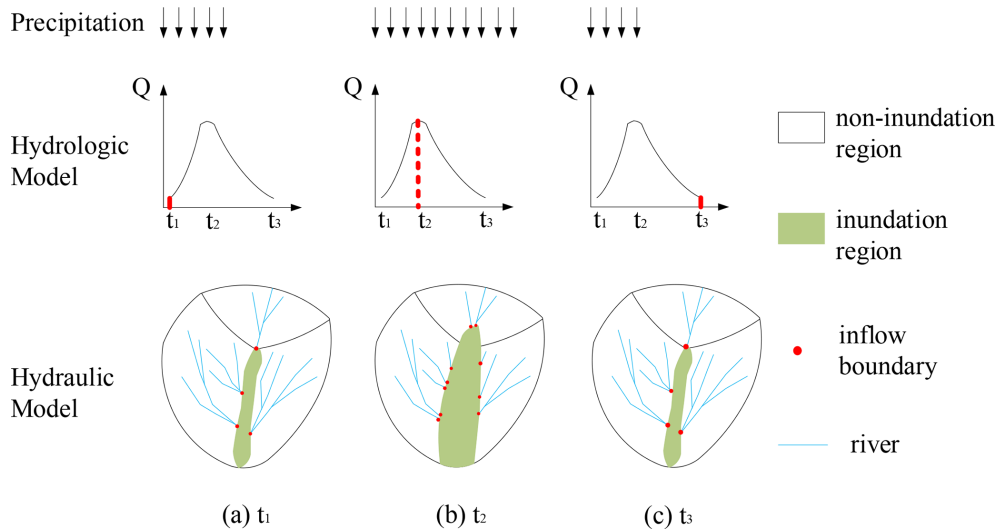 Precipitation
Q
Q
Q
Hydrologic
Model
t1
t2
t3
t1
t2
t3
t1
t2
t3
non-inundation
region
inundation
region
inflow
boundary
river
Hydraulic
Model
(a) t1
(b) t2
(c) t3